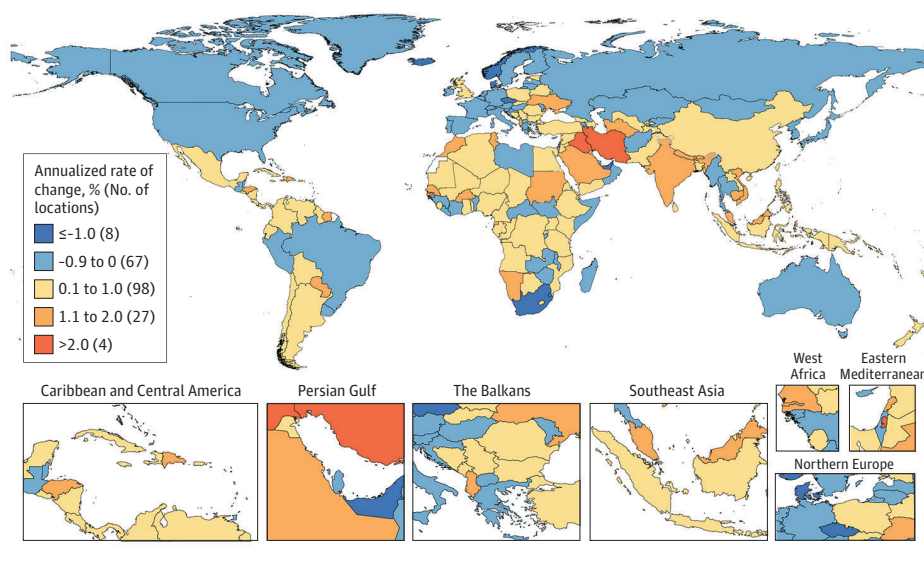 Annualized rate of
change, % (No. of
locations)
≤–1.0 (8)
-0.9 to 0 (67)
0.1 to 1.0 (98)
1.1 to 2.0 (27)
>2.0 (4)
Caribbean and Central America
Persian Gulf
The Balkans
Southeast Asia
West
Africa
Eastern
Mediterranean
Northern Europe